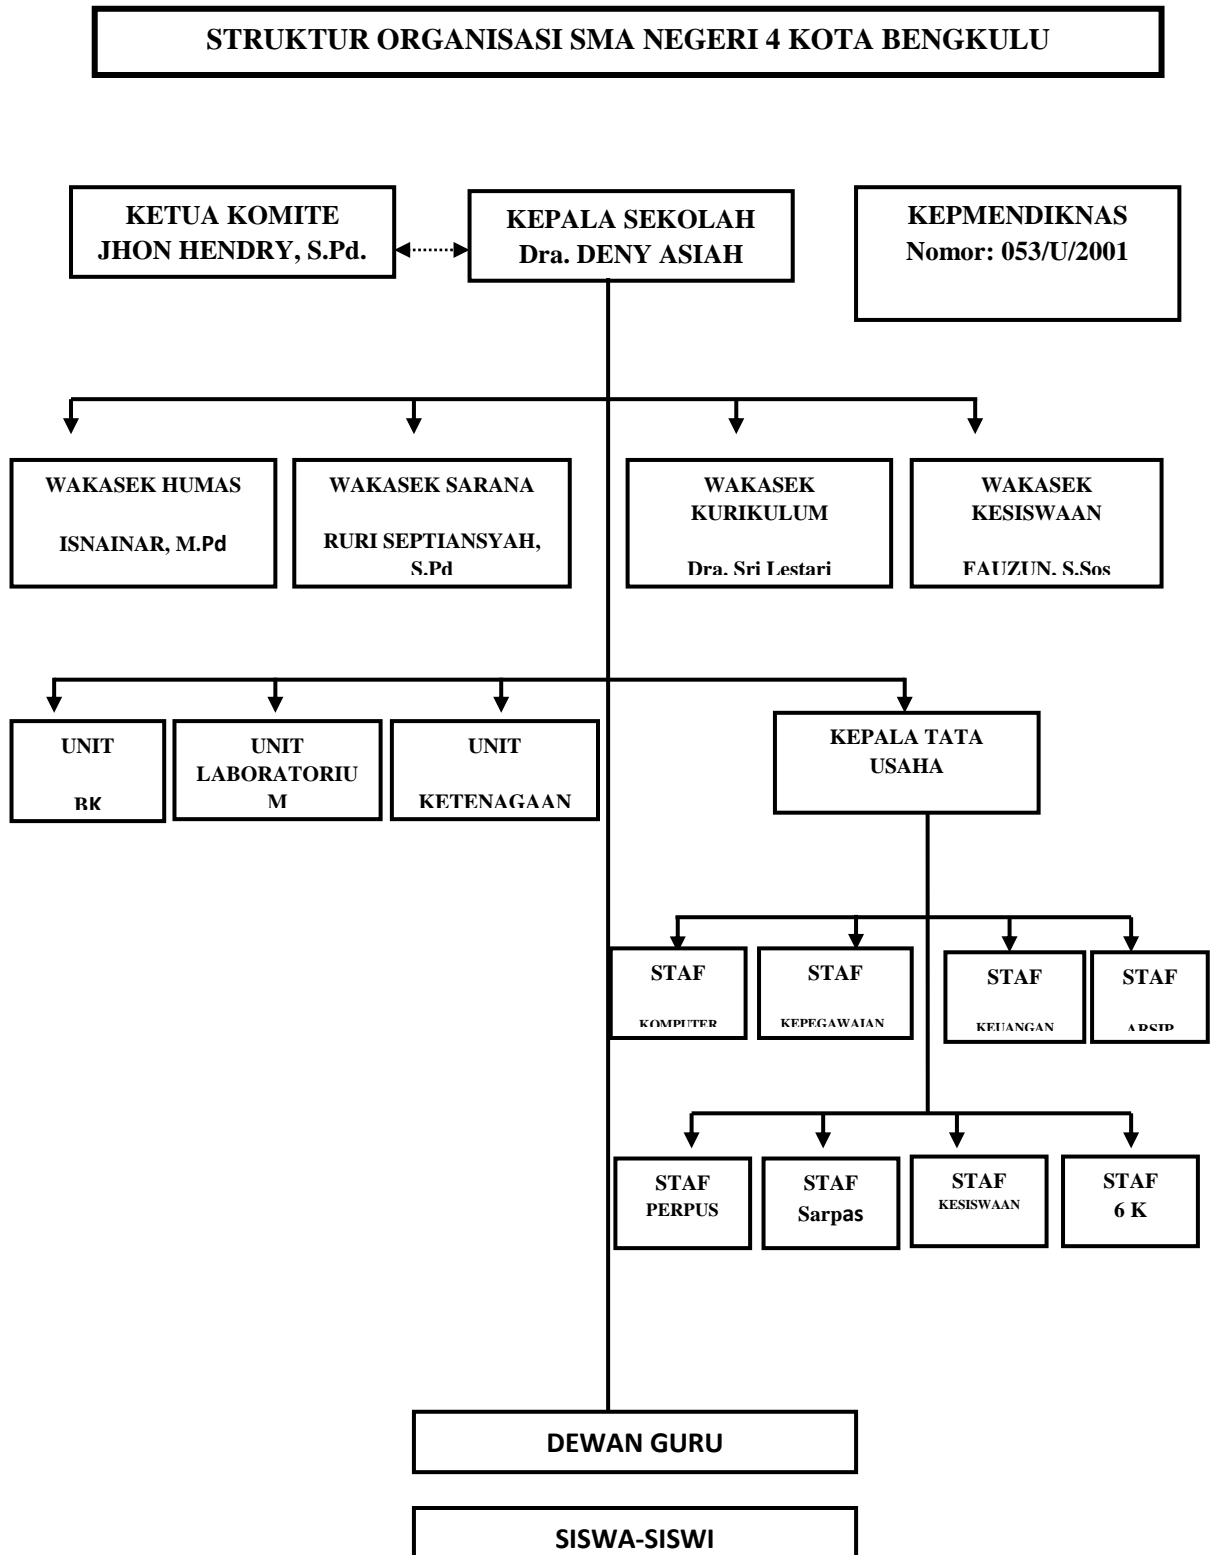 STRUKTUR ORGANISASI SMA NEGERI 4 KOTA BENGKULU
KETUA KOMITE
JHON HENDRY, S.Pd.
KEPALA SEKOLAH
Dra. DENY ASIAH
KEPMENDIKNAS
Nomor: 053/U/2001
WAKASEK HUMAS
ISNAINAR, M.Pd
WAKASEK SARANA
RURI SEPTIANSYAH,
S.Pd
WAKASEK
KURIKULUM
Dra. Sri Lestari
WAKASEK
KESISWAAN
FAUZUN, S.Sos
UNIT
BK
UNIT
LABORATORIU
M
UNIT
KETENAGAAN
KEPALA TATA
USAHA
STAF
KOMPUTER
STAF
KEPEGAWAIAN
STAF
KEUANGAN
STAF
ARSIP
STAF
PERPUS
STAF
Sarpas
STAF
KESISWAAN
STAF
6 K
DEWAN GURU
SISWA-SISWI